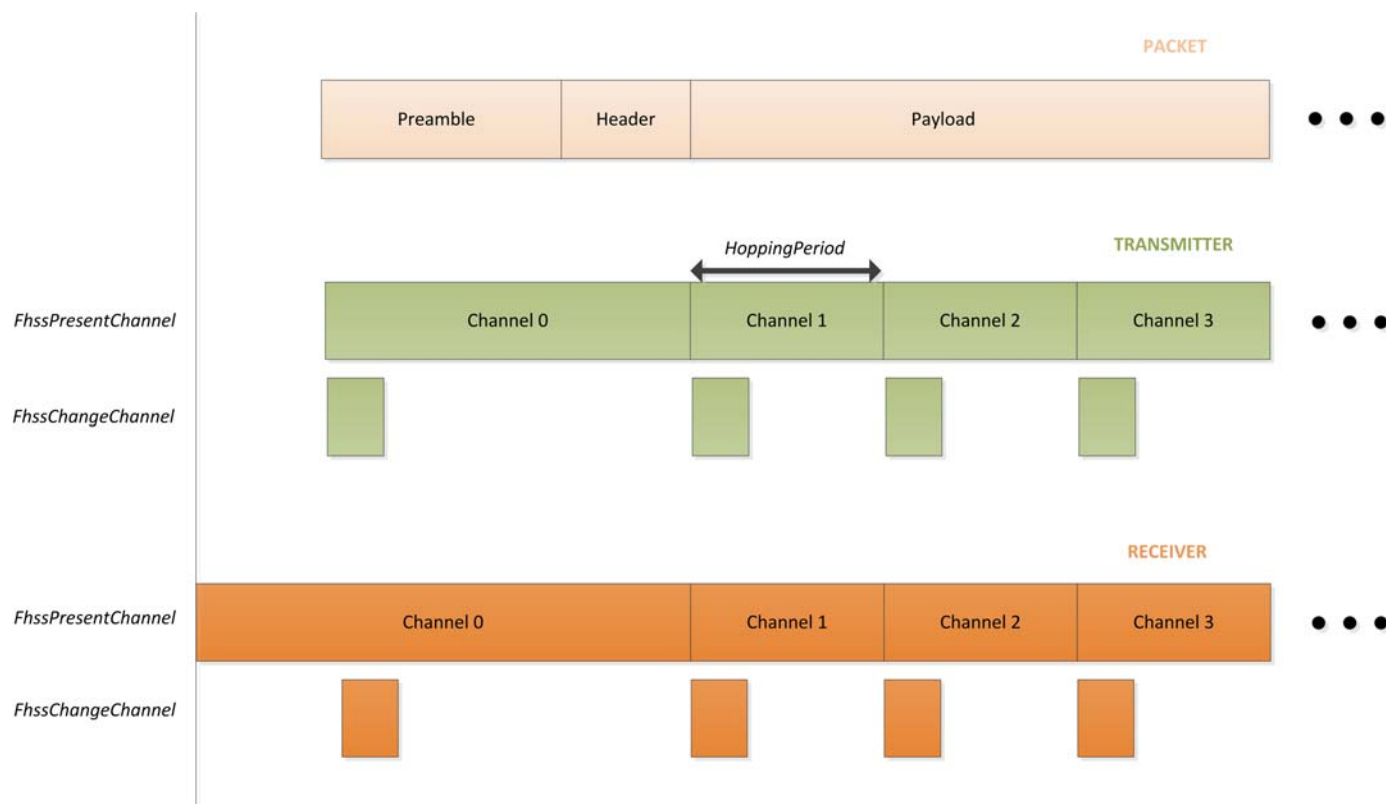 PACKET
Preamble
Header
Payload
HoppingPeriod
TRANSMITTER
FhssPresentChannel
Channel 0
Channel 1
Channel 2
Channel 3
FhssChangeChannel
RECEIVER
FhssPresentChannel
Channel 0
Channel 1
Channel 2
Channel 3
FhssChangeChannel